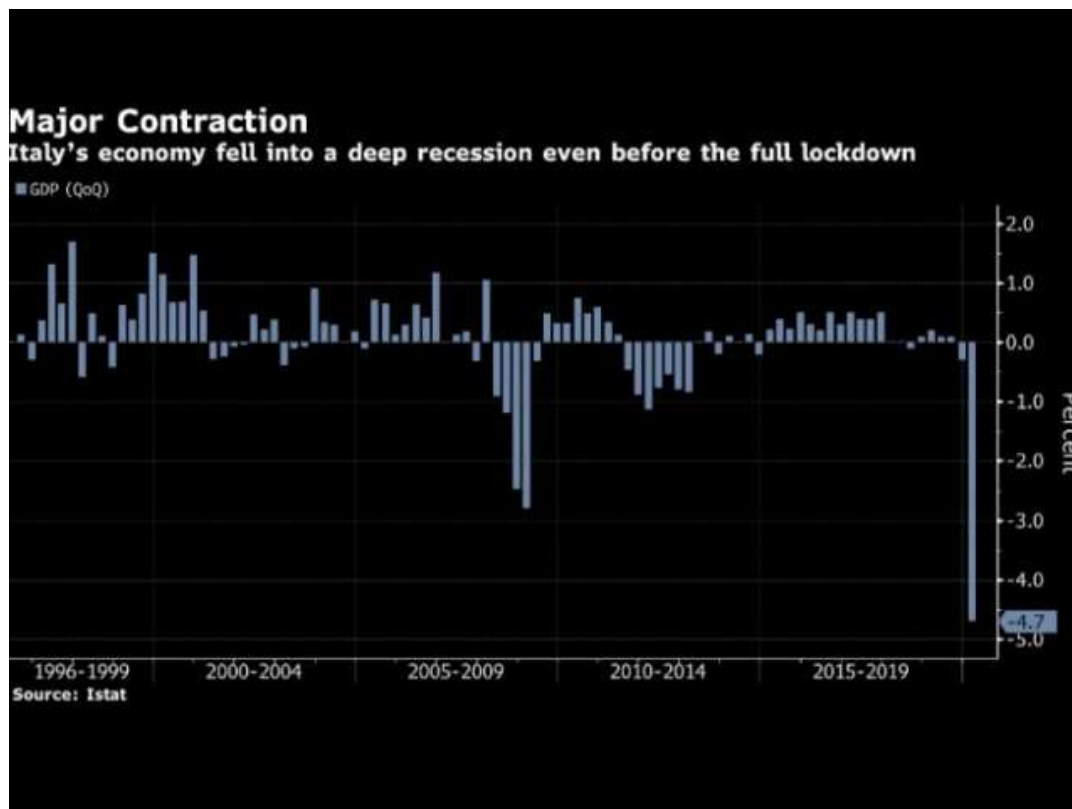 Major Contraction
Italy's economy fell into a deep recession even before the full lockdown
GDP (QoQ)
2.0
1.0
0.0
-1.0
-2.0
-3.0
-4.0
-4.7
-5.0
Percent
1996-1999 2000-2004 2005-2009 2010-2014 2015-2019
Source: Istat